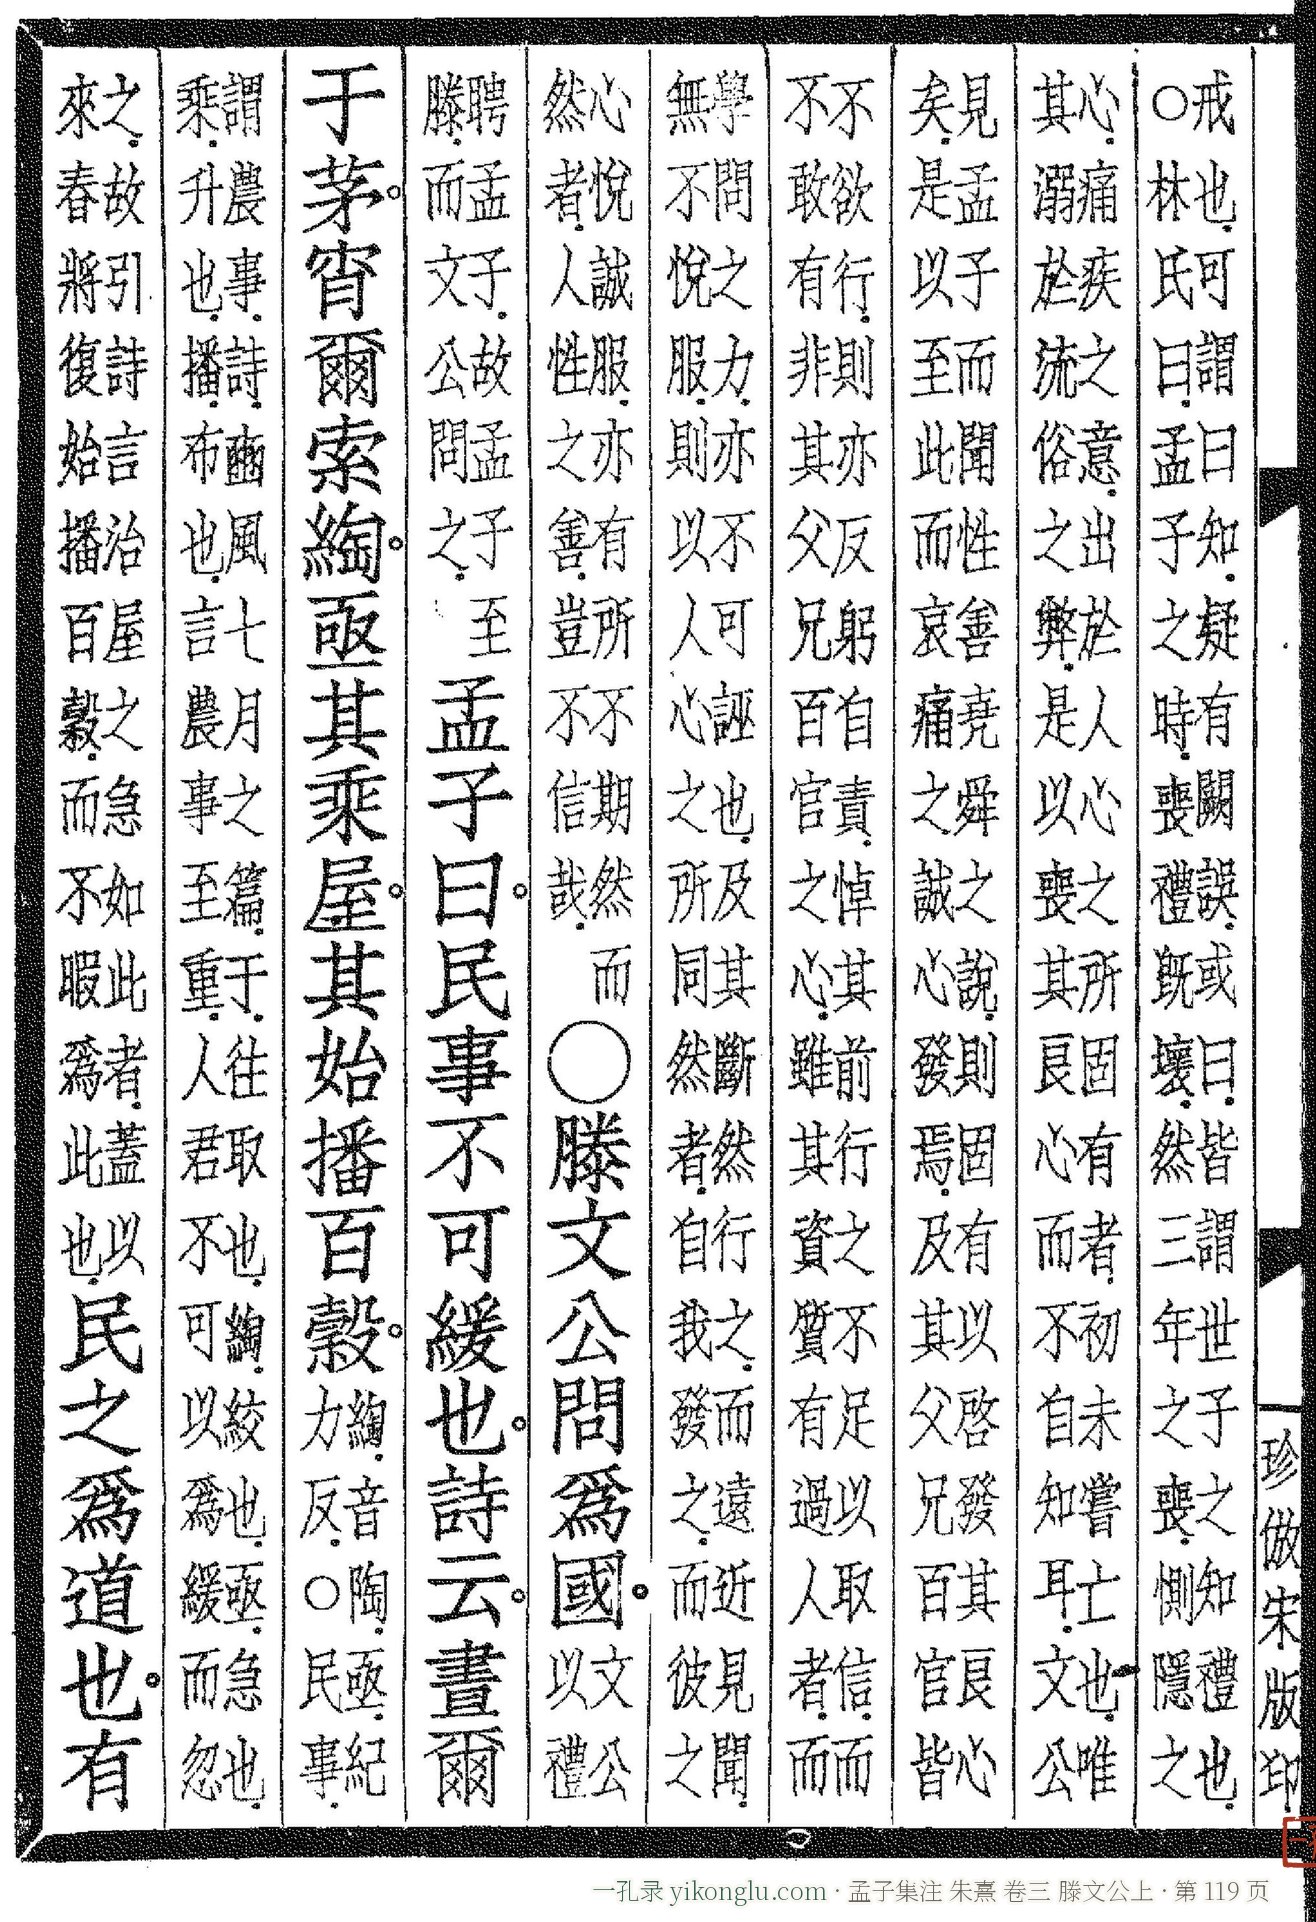 戒也。可謂曰知。疑有闕誤。或曰。皆謂世子之知禮也。
○林氏曰。孟子之時。喪禮既壞。然三年之喪。惻隱之
心。痛疾之意。出於人心之所固有者。初未嘗亡也。唯
其溺於流俗之弊。是以喪其良心而不自知耳。文公
見孟子而聞性善堯舜之說。則固有以啓發其良心
矣。是以至此而哀痛之誠心發焉。及其父兄百官皆
不欲行。則亦反躬自責。悼其前行之不足以取信。而
不敢有非其父兄百官之心。雖其資質有過人者。而
學問之力。亦不可誣也。及其斷然行之。而遠近見聞。
無不悅服。則以人心之所同然者。自我發之。而彼之
心悅誠服。亦有所不期然而
然者。人性之善。豈不信哉。
○滕文公問爲國。
文公
以禮
聘孟子。故孟子至
滕。而文公問之。
孟子曰。民事不可緩也。詩云。晝爾
于茅。宵爾索綯。亟其乘屋。其始播百穀。
綯。音陶。亟。紀
力反。○民事。
謂農事。詩。豳風七月之篇。于。往取也。綯。絞也。亟。急也。
乘。升也。播。布也。言農事至重。人君不可以爲緩而忽
之。故引詩言治屋之急如此者。蓋以
來春將復始播百穀。而不暇爲此也。
民之爲道也。有
珍倣宋版印
一孔录 yikonglu.com · 孟子集注 朱熹 卷三 滕文公上 · 第 119 页